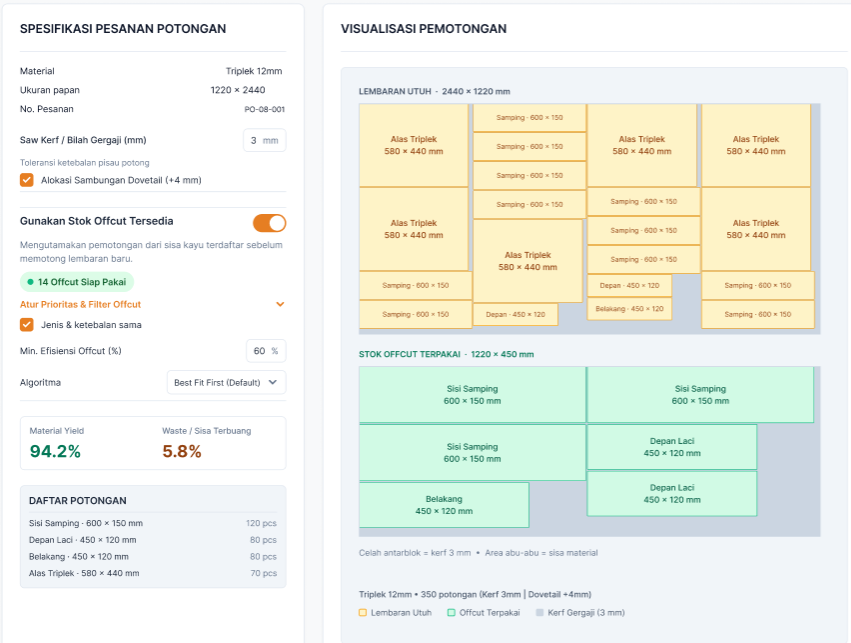 SPESIFIKASI PESANAN POTONGAN
Material Triplek 12mm
Ukuran papan 1220 × 2440
No. Pesanan PO-08-001
Saw Kerf / Bilah Gergaji (mm) 3 mm
Toleransi ketebalan pisau potong
Alokasi Sambungan Dovetail (+4 mm)
Gunakan Stok Offcut Tersedia
Mengutamakan pemotongan dari sisa kayu terdaftar sebelum
memotong lembaran baru.
14 Offcut Siap Pakai
Atur Prioritas & Filter Offcut
Jenis & ketebalan sama
Min. Efisiensi Offcut (%) 60 %
Algoritma Best Fit First (Default)
Material Yield Waste / Sisa Terbuang
94.2% 5.8%
DAFTAR POTONGAN
Sisi Samping · 600 × 150 mm 120 pcs
Depan Laci · 450 × 120 mm 80 pcs
Belakang · 450 × 120 mm 80 pcs
Alas Triplek · 580 × 440 mm 70 pcs
VISUALISASI PEMOTONGAN
LEMBARAN UTUH · 2440 × 1220 mm
Alas Triplek
580 × 440 mm
Alas Triplek
580 × 440 mm
Samping · 600 × 150
Samping · 600 × 150
Samping · 600 × 150
Samping · 600 × 150
Samping · 600 × 150
Samping · 600 × 150
Alas Triplek
580 × 440 mm
Depan · 450 × 120
Alas Triplek
580 × 440 mm
Samping · 600 × 150
Samping · 600 × 150
Samping · 600 × 150
Depan · 450 × 120
Belakang · 450 × 120
Alas Triplek
580 × 440 mm
Alas Triplek
580 × 440 mm
Samping · 600 × 150
Samping · 600 × 150
STOK OFFCUT TERPAKAI · 1220 × 450 mm
Sisi Samping
600 × 150 mm
Sisi Samping
600 × 150 mm
Sisi Samping
600 × 150 mm
Depan Laci
450 × 120 mm
Belakang
450 × 120 mm
Depan Laci
450 × 120 mm
Celah antarblok = kerf 3 mm • Area abu-abu = sisa material
Triplek 12mm • 350 potongan (Kerf 3mm | Dovetail +4mm)
Lembaran Utuh Offcut Terpakai Kerf Gergaji (3 mm)